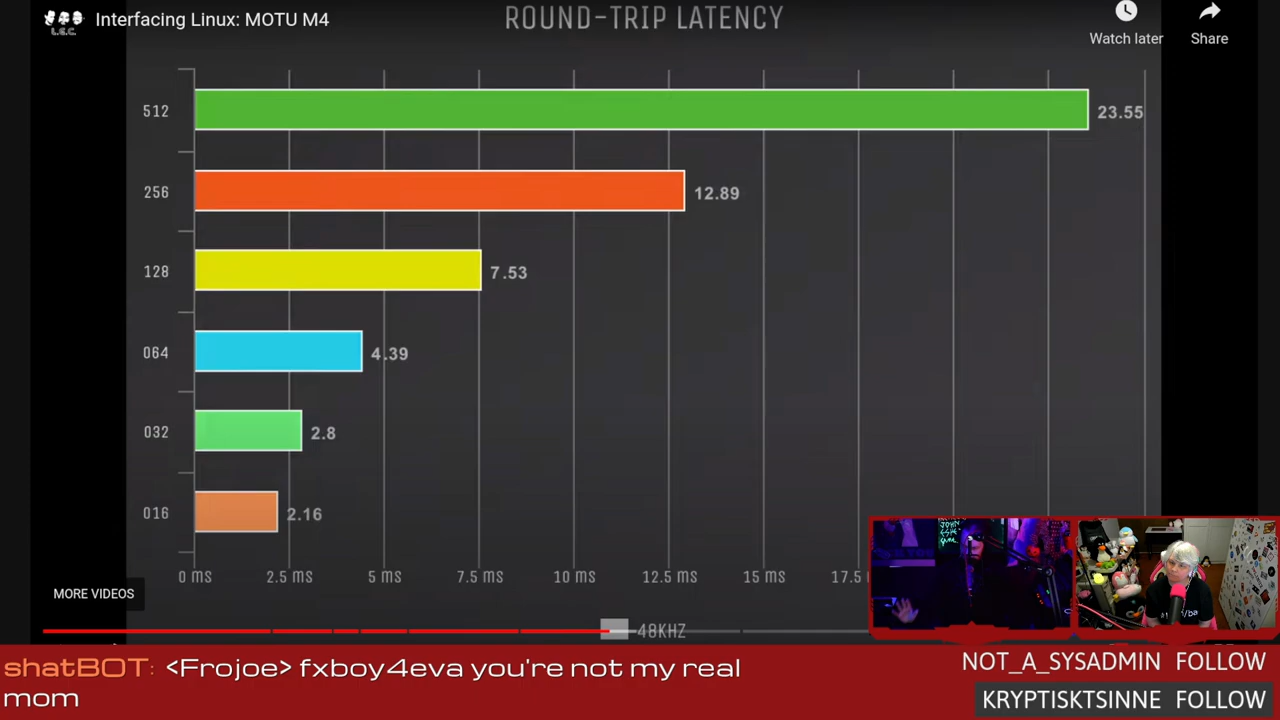 Interfacing Linux: MOTU M4
L.G.C.
ROUND-TRIP LATENCY
Watch later
Share
512
23.55
256
12.89
128
7.53
064
4.39
032
2.8
016
2.16
0 MS
2.5 MS
5 MS
7.5 MS
10 MS
12.5 MS
15 MS
17.5
MORE VIDEOS
48KHZ
shatBOT: <Frojoe> fxboy4eva you're not my real
mom
NOT_A_SYSADMIN FOLLOW
KRYPTISKTSINNE FOLLOW